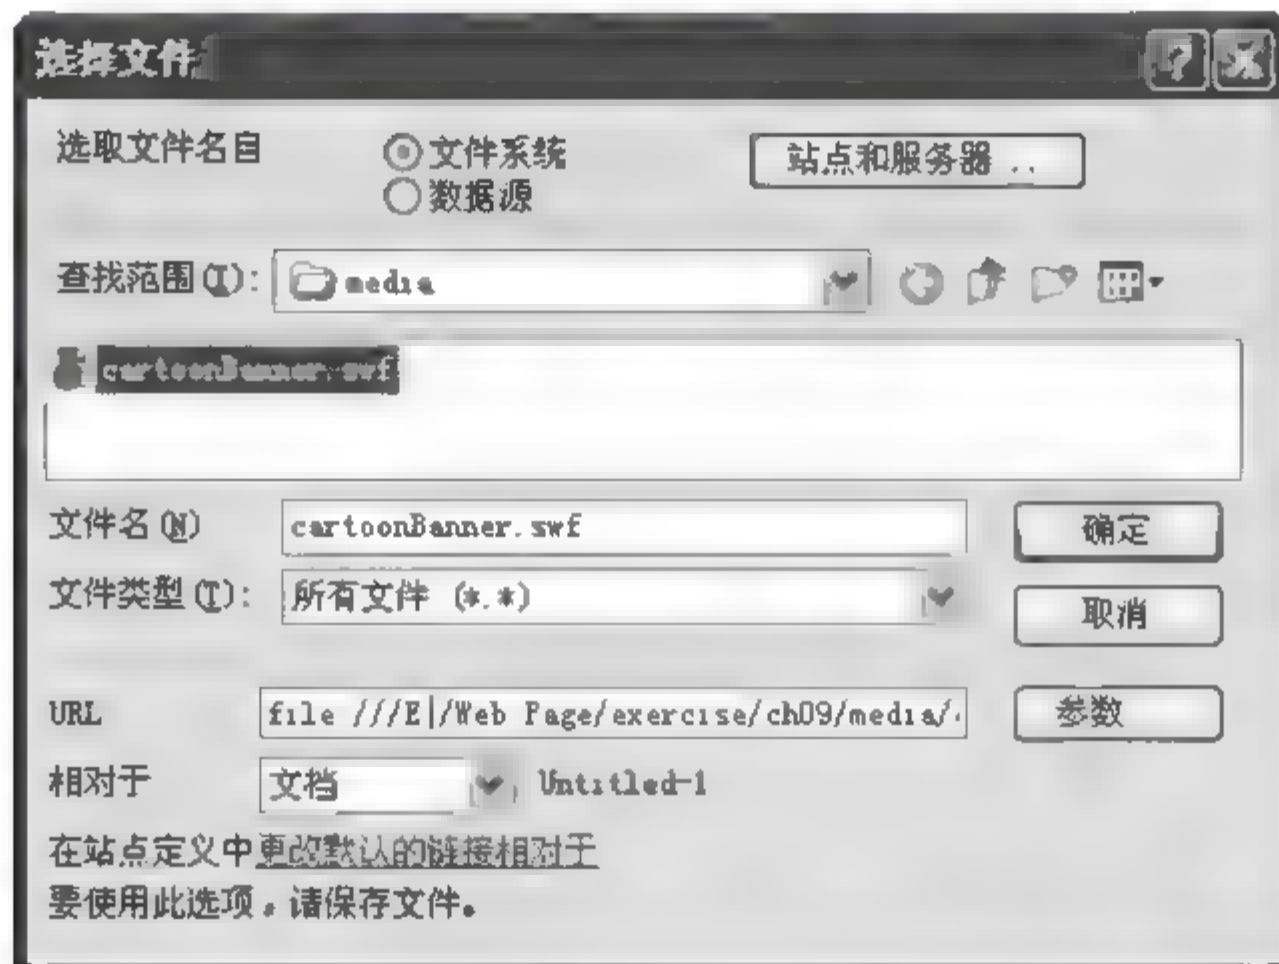 选择文件
选取文件名自 文件系统 站点和服务器 ..
数据源
查找范围(I): media
cartoonBanner.swf
文件名(N) cartoonBanner.swf 确定
文件类型(T): 所有文件 (*.*) 取消
URL file ///E|/Web Page/exercise/ch09/media/ 参数
相对于 文档 Untitled-1
在站点定义中更改默认的链接相对于
要使用此选项，请保存文件。